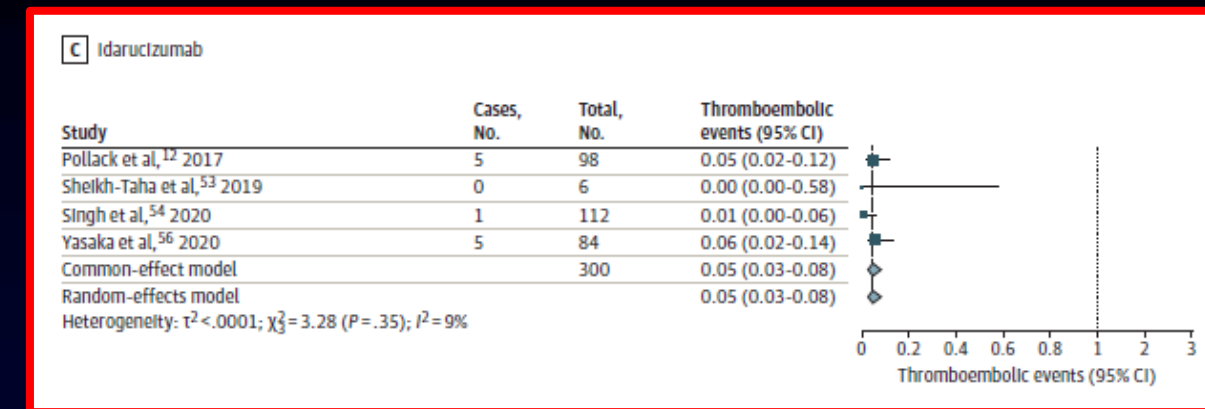 C Idarucizumab
Study Cases, No. Total, No. Thromboembolic events (95% CI)
Pollack et al,12 2017 5 98 0.05 (0.02-0.12)
Sheikh-Taha et al,53 2019 0 6 0.00 (0.00-0.58)
Singh et al,54 2020 1 112 0.01 (0.00-0.06)
Yasaka et al,56 2020 5 84 0.06 (0.02-0.14)
Common-effect model 300 0.05 (0.03-0.08)
Random-effects model 0.05 (0.03-0.08)
Heterogeneity: τ2<.0001; χ23=3.28 (P=.35); I2=9%
0 0.2 0.4 0.6 0.8 1 2 3
Thromboembolic events (95% CI)